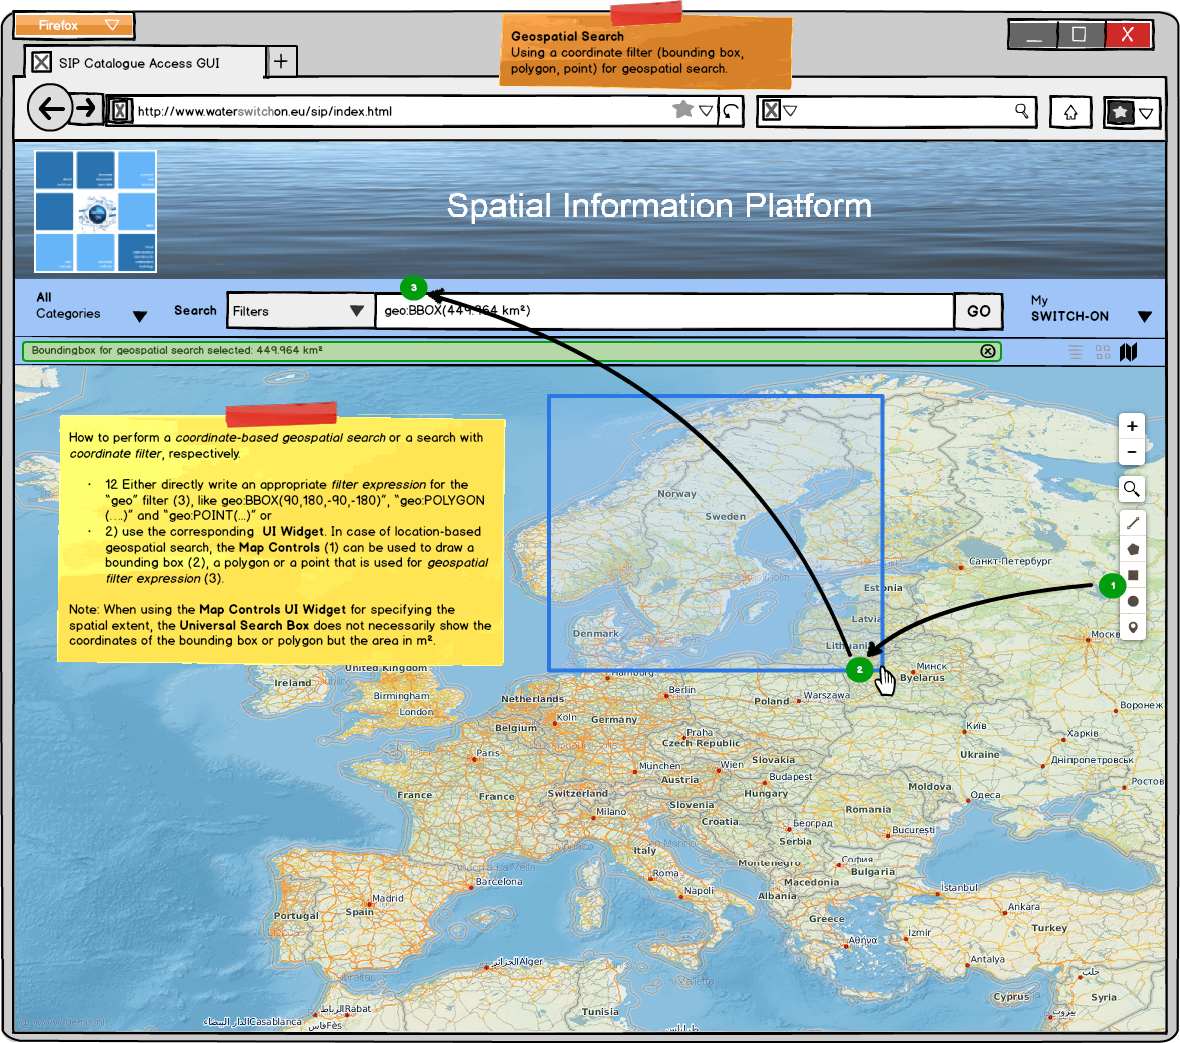 Firefox
Geospatial Search
Using a coordinate filter (bounding box,
polygon, point) for geospatial search.
X
SIP Catalogue Access GUI
+
http://www.waterswitchon.eu/sip/index.html
Spatial Information Platform
All
Categories
Search
Filters
3
geo:BBOX(449.964 km²)
GO
My
SWITCH-ON
Boundingbox for geospatial search selected: 449.964 km²
How to perform a coordinate-based geospatial search or a search with
coordinate filter, respectively.
· 12 Either directly write an appropriate filter expression for the
"geo" filter (3), like geo:BBOX(90,180,-90,-180)", "geo:POLYGON
(....)" and "geo:POINT(...)" or
· 2) use the corresponding UI Widget. In case of location-based
geospatial search, the Map Controls (1) can be used to draw a
bounding box (2), a polygon or a point that is used for geospatial
filter expression (3).
Note: When using the Map Controls UI Widget for specifying the
spatial extent, the Universal Search Box does not necessarily show the
coordinates of the bounding box or polygon but the area in m².
+
−
1
2
Norway
Sweden
Санкт-Петербург
Estonia
Latvia
Denmark
Lithuania
Москва
Минск
Byelarus
United Kingdom
Ireland
Dublin
Hamburg
Birmingham
London
Netherlands
Berlin
Poland
Warszawa
Воронеж
Belgium
Koln
Germany
Київ
Харків
Praha
Czech Republic
Paris
Ukraine
Дніпропетровськ
Slovakia
München
Wien
Austria
Budapest
Hungary
Moldova
Ростов
France
France
Switzerland
Одеса
Slovenia
Romania
Milano
Croatia
Београд
Bucureşti
Serbia
Italy
София
Bulgaria
Montenegro
Andorra La Vella
Roma
Macedonia
Barcelona
Napoli
Albania
İstanbul
Madrid
Spain
Portugal
Ankara
Greece
Turkey
Αθήνα
İzmir
Antalya
الجزائر Alger
Tunis
Gibraltar
Valletta
حلب
Cyprus
Syria
الرباط Rabat
Tunisia
بيروت
الدار البيضاء Casablanca
فاس Fès
طرابلس